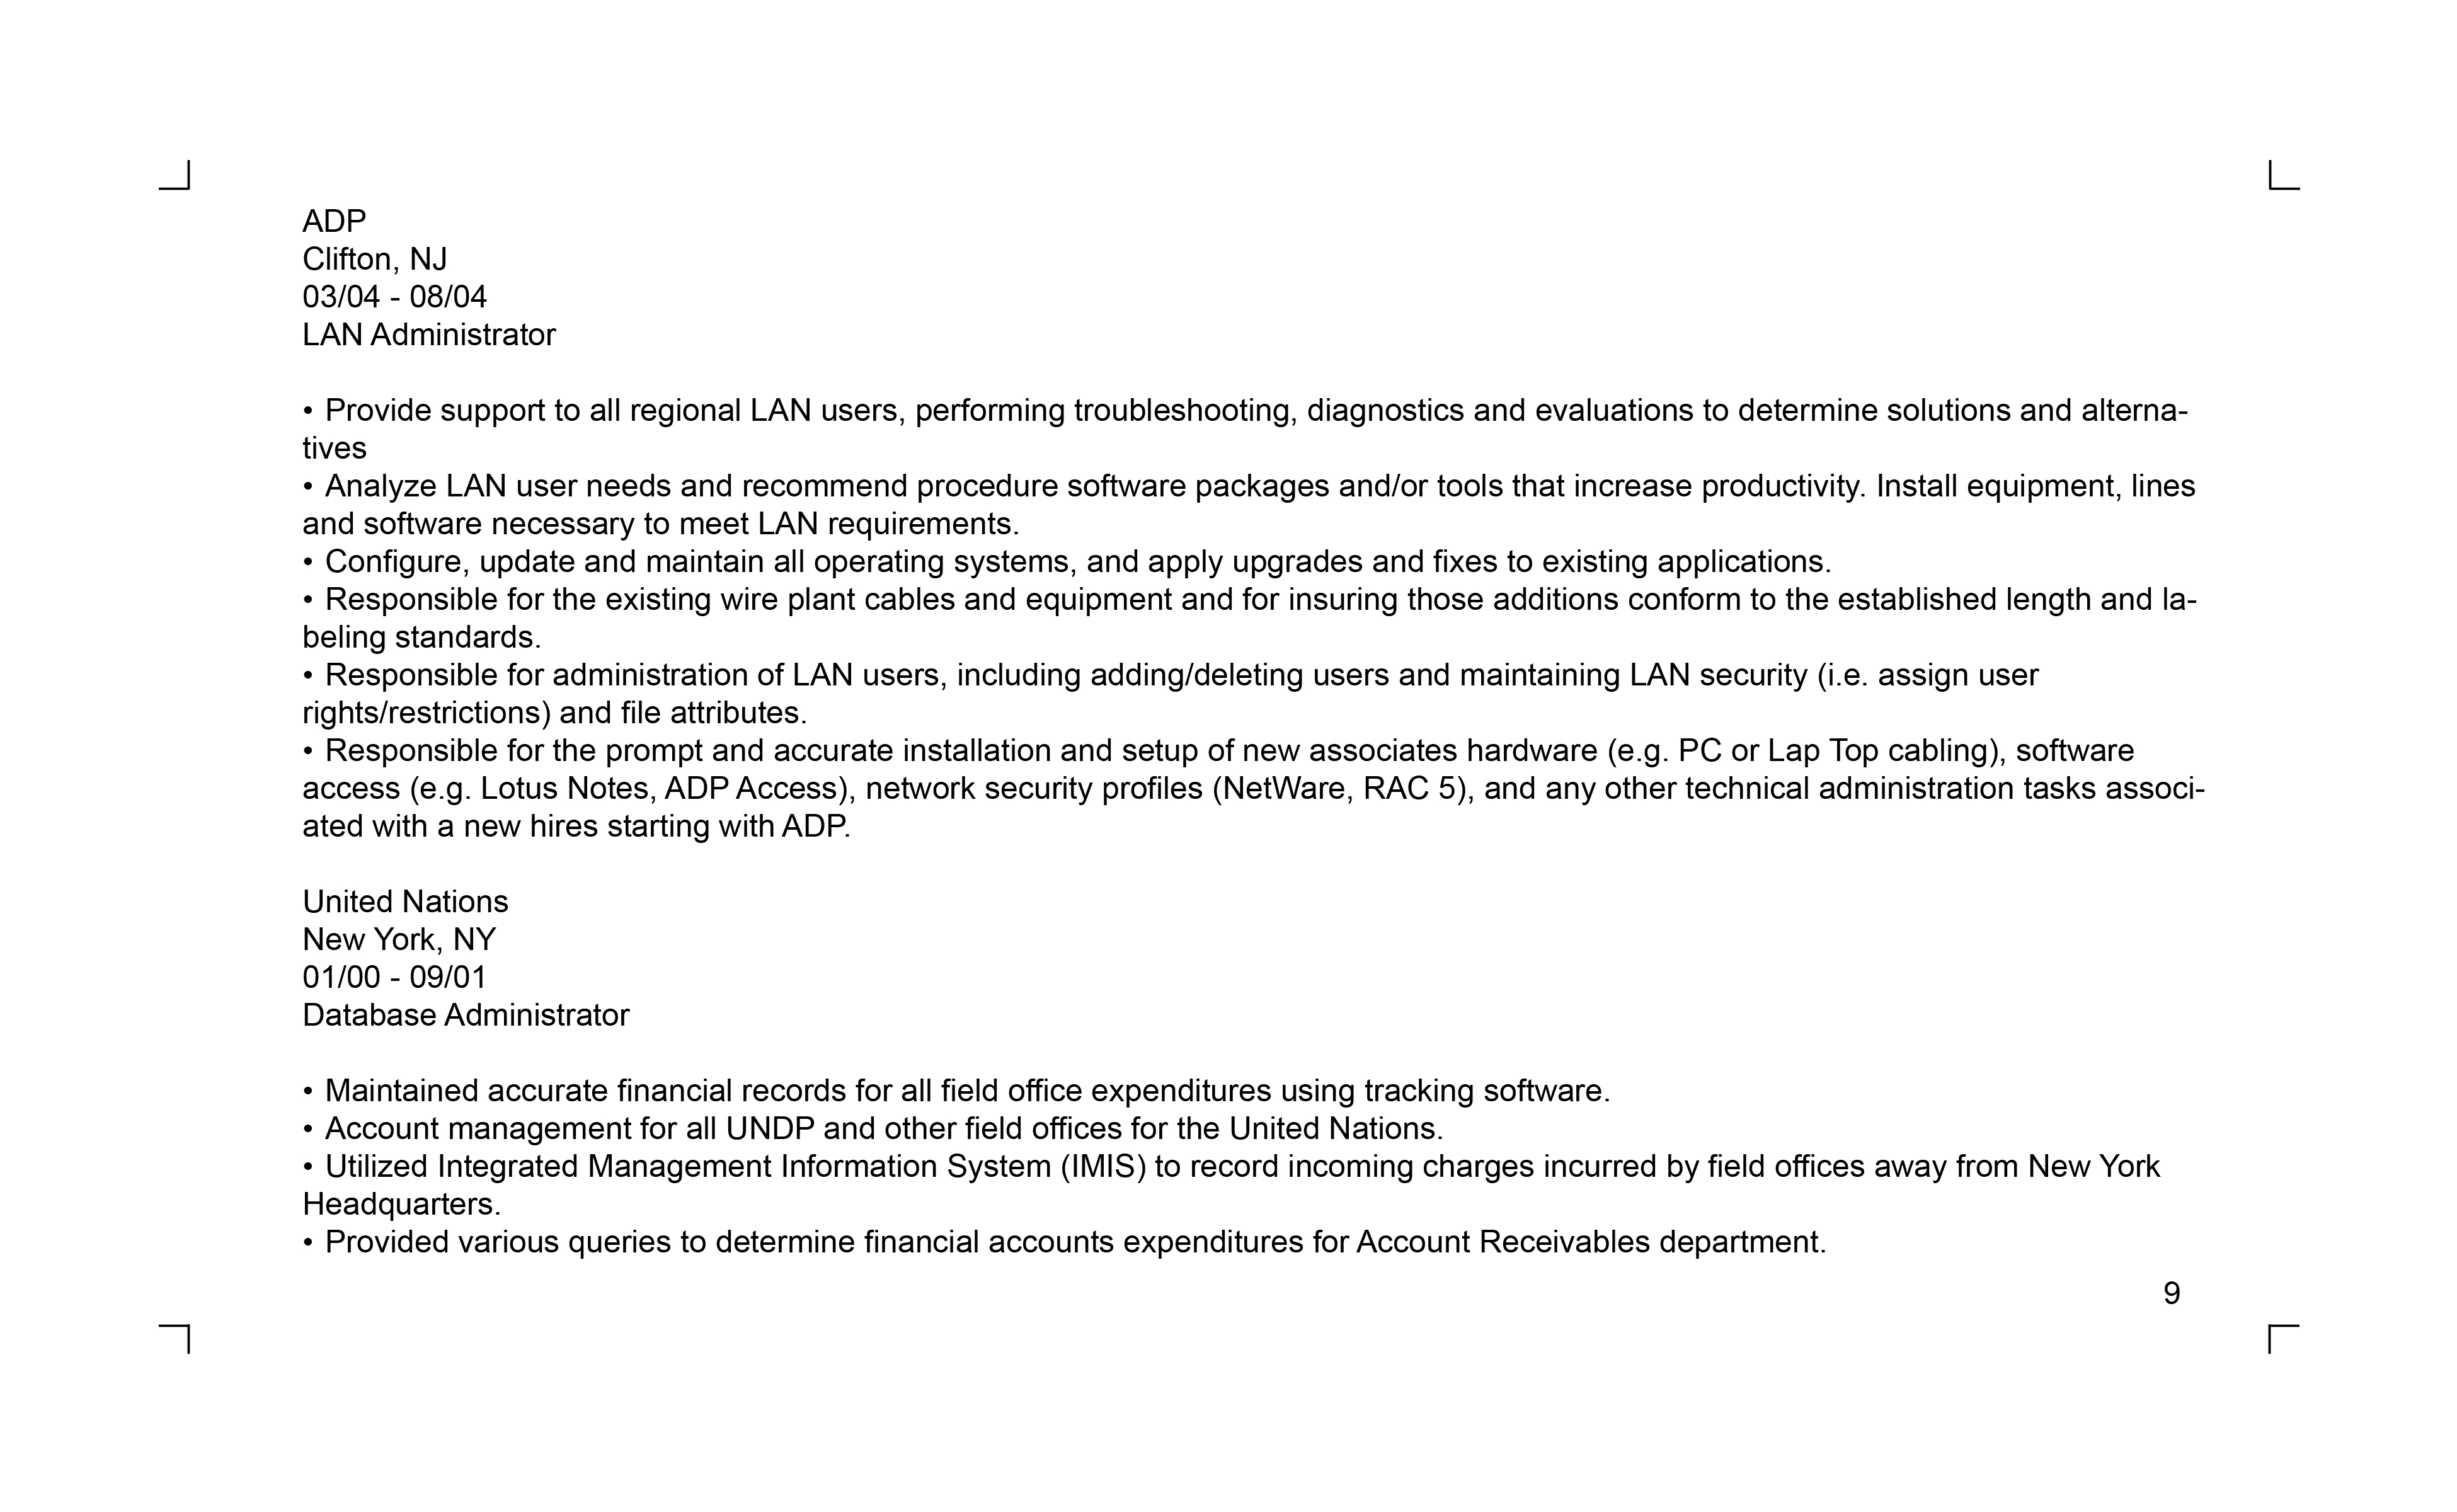 ADP
Clifton, NJ
03/04 - 08/04
LAN Administrator
• Provide support to all regional LAN users, performing troubleshooting, diagnostics and evaluations to determine solutions and alterna-
tives
• Analyze LAN user needs and recommend procedure software packages and/or tools that increase productivity. Install equipment, lines
and software necessary to meet LAN requirements.
• Configure, update and maintain all operating systems, and apply upgrades and fixes to existing applications.
• Responsible for the existing wire plant cables and equipment and for insuring those additions conform to the established length and la-
beling standards.
• Responsible for administration of LAN users, including adding/deleting users and maintaining LAN security (i.e. assign user
rights/restrictions) and file attributes.
• Responsible for the prompt and accurate installation and setup of new associates hardware (e.g. PC or Lap Top cabling), software
access (e.g. Lotus Notes, ADP Access), network security profiles (NetWare, RAC 5), and any other technical administration tasks associ-
ated with a new hires starting with ADP.
United Nations
New York, NY
01/00 - 09/01
Database Administrator
• Maintained accurate financial records for all field office expenditures using tracking software.
• Account management for all UNDP and other field offices for the United Nations.
• Utilized Integrated Management Information System (IMIS) to record incoming charges incurred by field offices away from New York
Headquarters.
• Provided various queries to determine financial accounts expenditures for Account Receivables department.
9